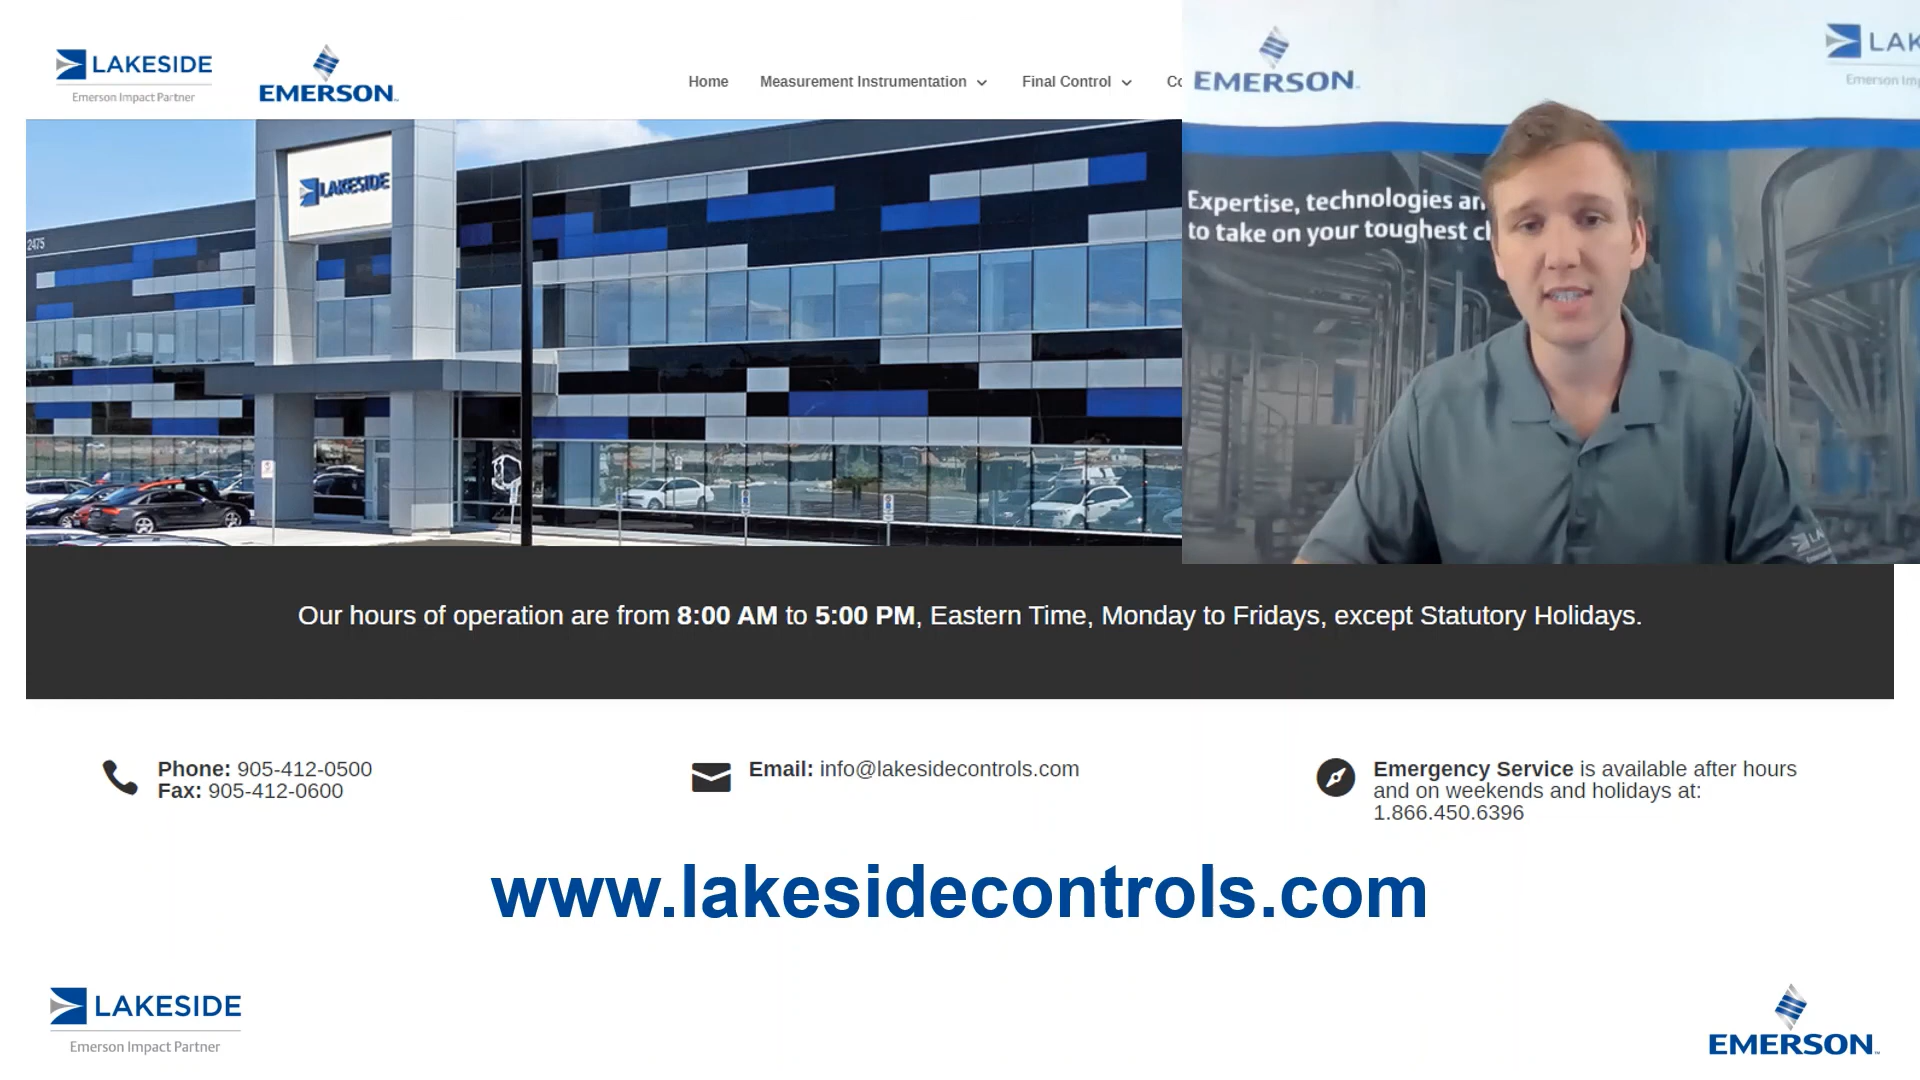 LAKESIDE
Emerson Impact Partner
EMERSON
Home Measurement Instrumentation Final Control
EMERSON
LAK
Emerson Im
Expertise, technologies an
to take on your toughest
LAKESIDE
2475
Our hours of operation are from 8:00 AM to 5:00 PM, Eastern Time, Monday to Fridays, except Statutory Holidays.
Phone: 905-412-0500
Fax: 905-412-0600
Email: info@lakesidecontrols.com
Emergency Service is available after hours
and on weekends and holidays at:
1.866.450.6396
www.lakesidecontrols.com
LAKESIDE
Emerson Impact Partner
EMERSON